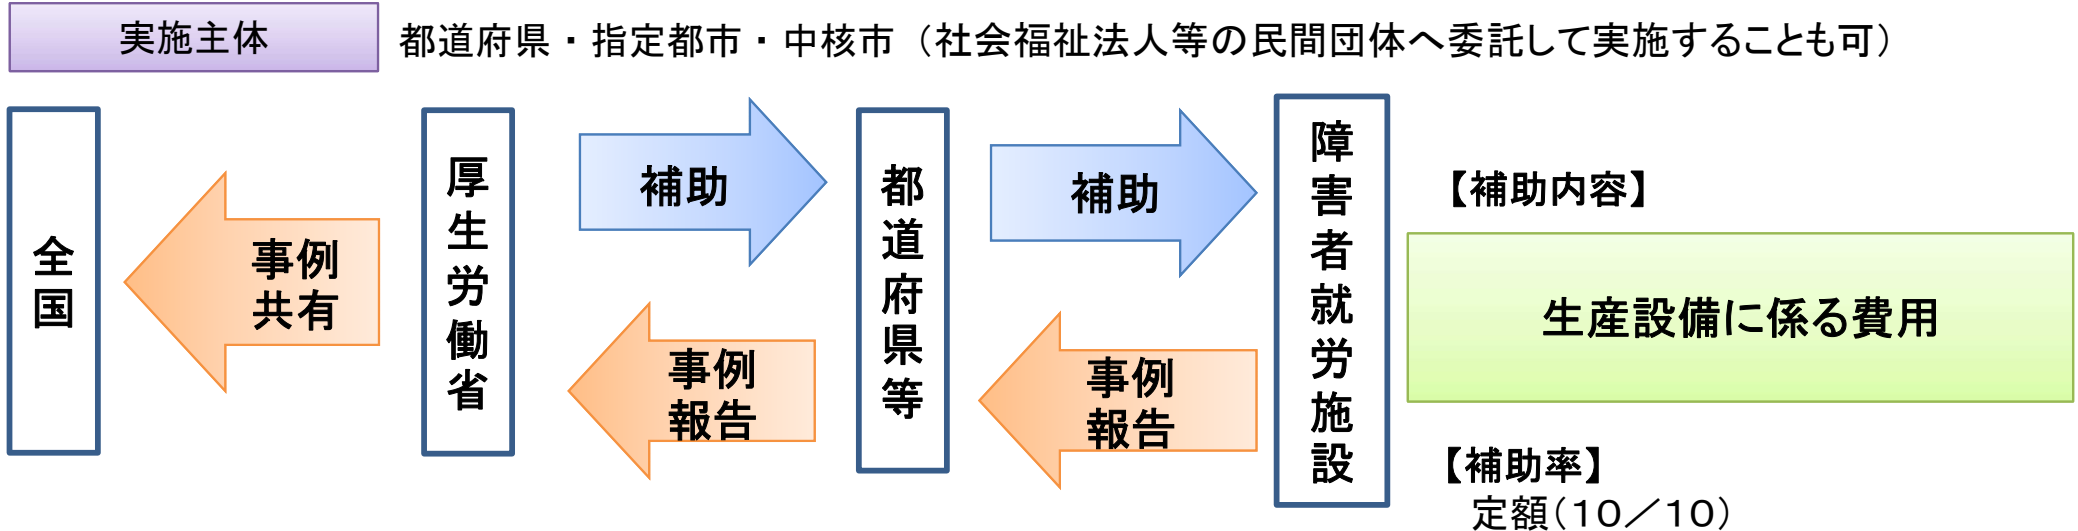 実施主体
都道府県・指定都市・中核市（社会福祉法人等の民間団体へ委託して実施することも可）
全国
事例
共有
厚生労働省
補助
事例
報告
都道府県等
補助
事例
報告
障害者就労施設
【補助内容】
生産設備に係る費用
【補助率】
定額（１０／１０）